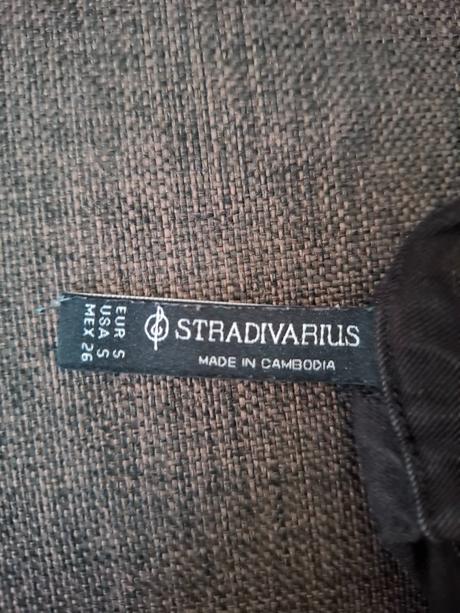 STRADIVARIUS
MADE IN CAMBODIA
EUR S
USA S
MEX 26